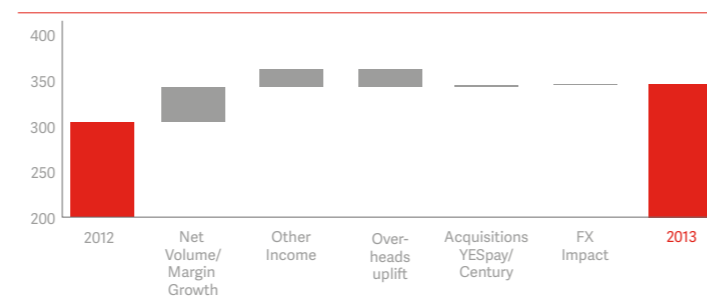 400
350
300
250
200
2012
Net
Volume/
Margin
Growth
Other
Income
Over-
heads
uplift
Acquisitions
YESpay/
Century
FX
Impact
2013